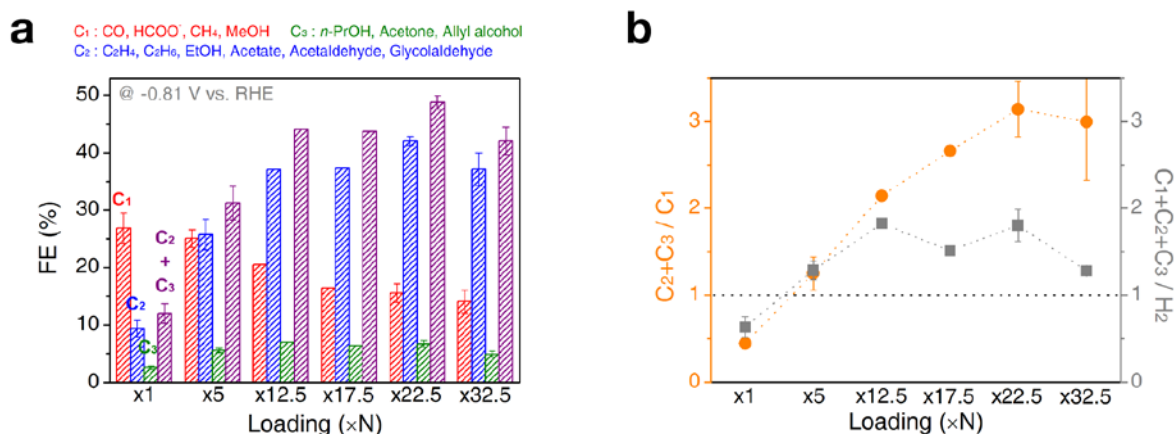 a
C₁ : CO, HCOO⁻, CH₄, MeOH C₃ : n-PrOH, Acetone, Allyl alcohol
C₂ : C₂H₄, C₂H₆, EtOH, Acetate, Acetaldehyde, Glycolaldehyde
@ -0.81 V vs. RHE
FE (%)
50
40
30
20
10
0
C₁
C₂
C₃
C₂
+
C₃
x1 x5 x12.5 x17.5 x22.5 x32.5
Loading (×N)
b
C₂+C₃ / C₁
3
2
1
0
C₁+C₂+C₃ / H₂
3
2
1
0
x1 x5 x12.5 x17.5 x22.5 x32.5
Loading (×N)